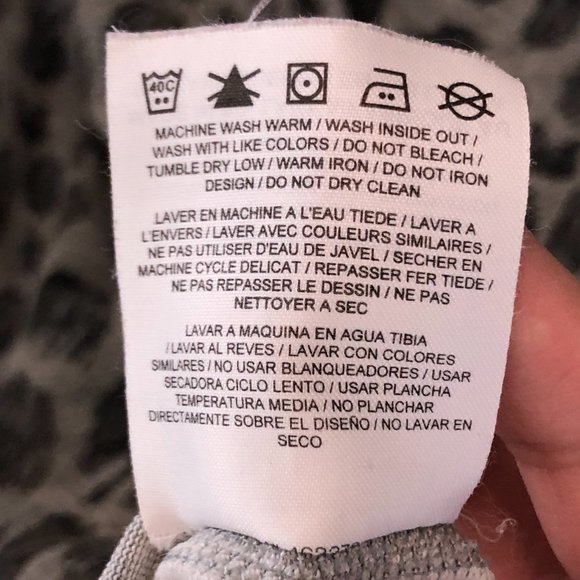 40C
MACHINE WASH WARM / WASH INSIDE OUT /
WASH WITH LIKE COLORS / DO NOT BLEACH /
TUMBLE DRY LOW / WARM IRON / DO NOT IRON
DESIGN / DO NOT DRY CLEAN
LAVER EN MACHINE A L'EAU TIEDE / LAVER A
L'ENVERS / LAVER AVEC COULEURS SIMILAIRES /
NE PAS UTILISER D'EAU DE JAVEL / SECHER EN
MACHINE CYCLE DELICAT / REPASSER FER TIEDE /
NE PAS REPASSER LE DESSIN / NE PAS
NETTOYER A SEC
LAVAR A MAQUINA EN AGUA TIBIA
/ LAVAR AL REVES / LAVAR CON COLORES
SIMILARES / NO USAR BLANQUEADORES / USAR
SECADORA CICLO LENTO / USAR PLANCHA
TEMPERATURA MEDIA / NO PLANCHAR
DIRECTAMENTE SOBRE EL DISEÑO / NO LAVAR EN
SECO